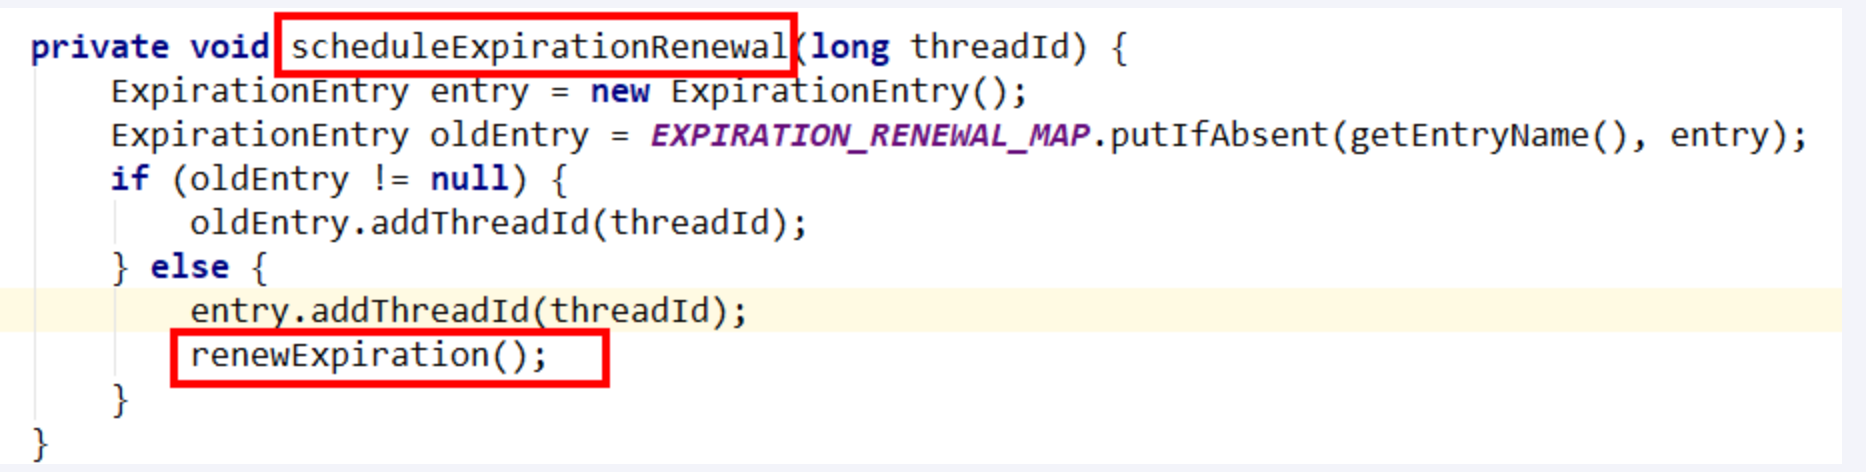 private void scheduleExpirationRenewal(long threadId) {
ExpirationEntry entry = new ExpirationEntry();
ExpirationEntry oldEntry = EXPIRATION_RENEWAL_MAP.putIfAbsent(getEntryName(), entry);
if (oldEntry != null) {
oldEntry.addThreadId(threadId);
} else {
entry.addThreadId(threadId);
renewExpiration();
}
}